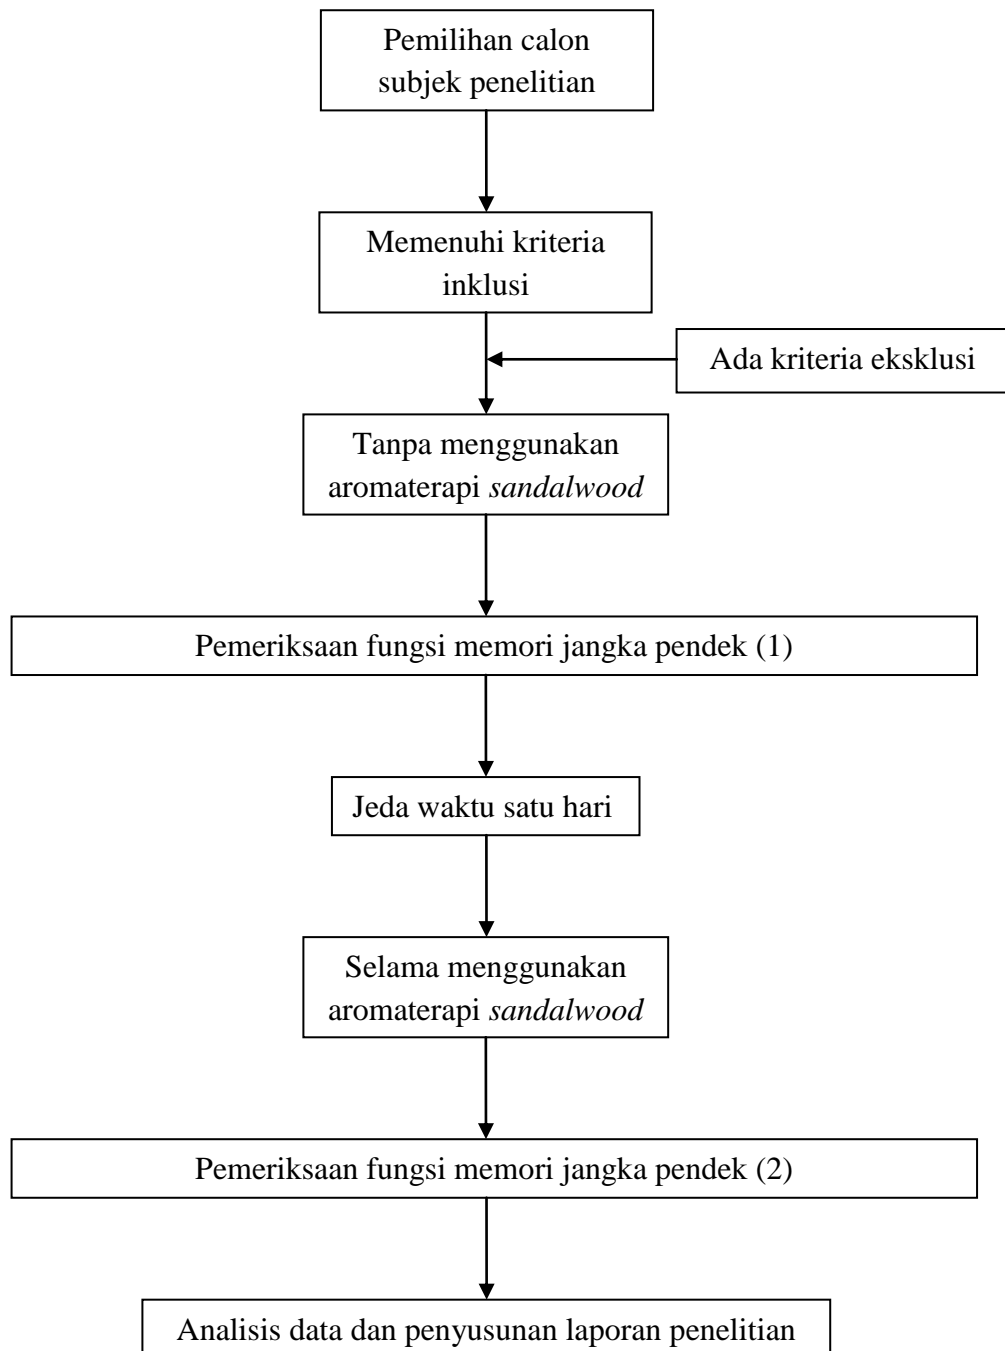 Pemilihan calon
subjek penelitian
Memenuhi kriteria
inklusi
Ada kriteria eksklusi
Tanpa menggunakan
aromaterapi sandalwood
Pemeriksaan fungsi memori jangka pendek (1)
Jeda waktu satu hari
Selama menggunakan
aromaterapi sandalwood
Pemeriksaan fungsi memori jangka pendek (2)
Analisis data dan penyusunan laporan penelitian